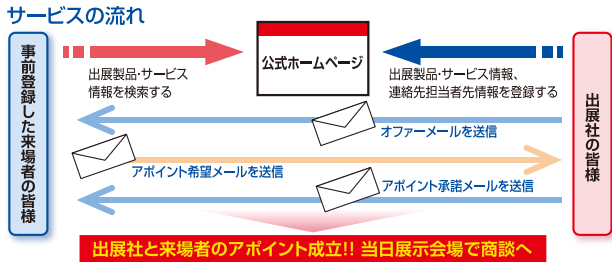 サービスの流れ
事前登録した来場者の皆様
出展製品・サービス
情報を検索する
公式ホームページ
出展製品・サービス情報、
連絡先担当者先情報を登録する
出展社の皆様
オファーメールを送信
アポイント希望メールを送信
アポイント承諾メールを送信
出展社と来場者のアポイント成立!! 当日展示会場で商談へ